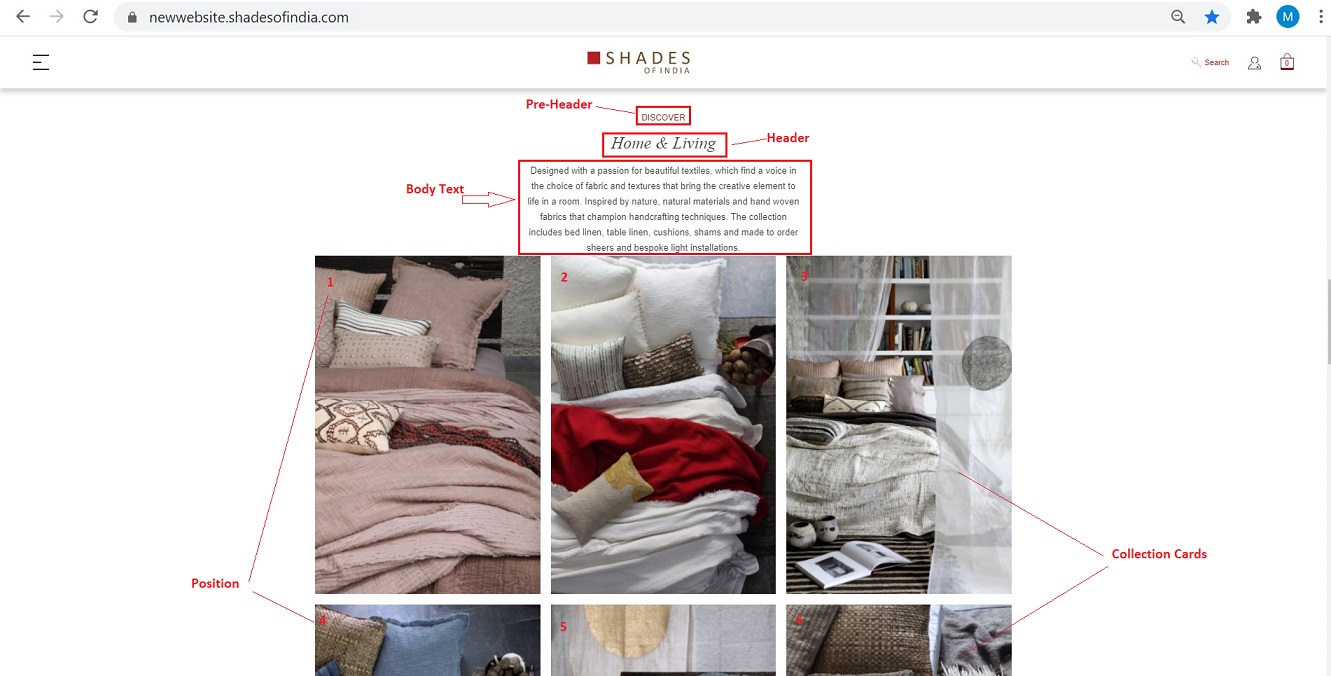 newwebsite.shadesofindia.com
M
SHADES
OF INDIA
Search
0
Pre-Header
DISCOVER
Home & Living
Header
Designed with a passion for beautiful textiles, which find a voice in
the choice of fabric and textures that bring the creative element to
Body Text
life in a room. Inspired by nature, natural materials and hand woven
fabrics that champion handcrafting techniques. The collection
includes bed linen, table linen, cushions, shams and made to order
sheers and bespoke light installations.
1
2
3
Collection Cards
Position
4
5
6